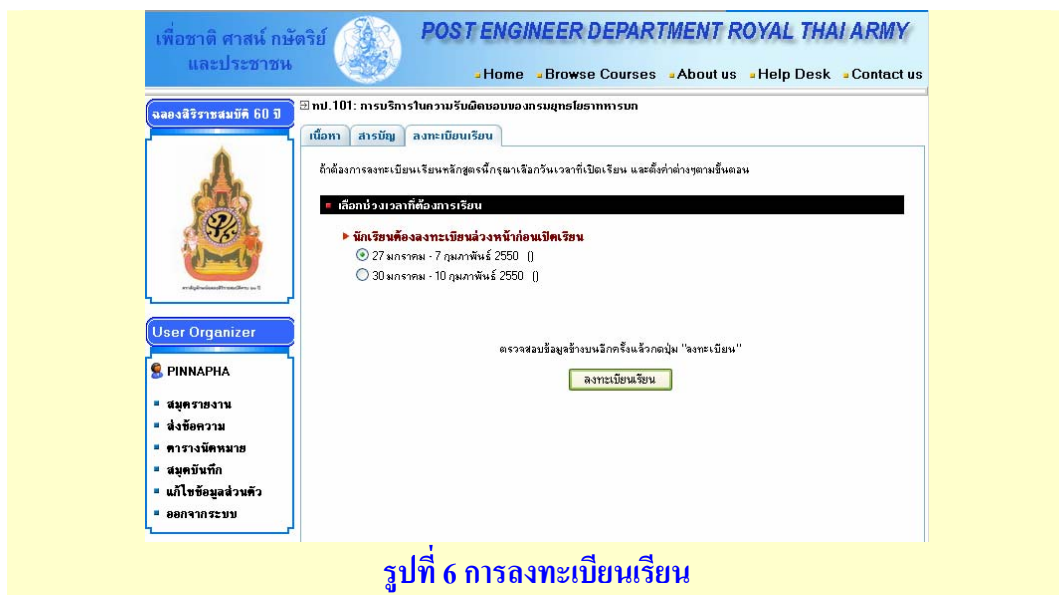 เพื่อชาติ ศาสน์ กษัตริย์
และประชาชน
POST ENGINEER DEPARTMENT ROYAL THAI ARMY
Home Browse Courses About us Help Desk Contact us
ฉลองสิริราชสมบัติ 60 ปี
ทป.101: การบริการในความรับผิดชอบของกรมยุทธโยธาทหารบก
เนื้อหา สารบัญ ลงทะเบียนเรียน
ถ้าต้องการลงทะเบียนเรียนหลักสูตรนี้กรุณาเลือกวันเวลาที่เปิดเรียน และตั้งค่าต่างๆตามขั้นตอน
เลือกช่วงเวลาที่ต้องการเรียน
นักเรียนต้องลงทะเบียนล่วงหน้าก่อนเปิดเรียน
27 มกราคม - 7 กุมภาพันธ์ 2550 ()
30 มกราคม - 10 กุมภาพันธ์ 2550 ()
ตรวจสอบข้อมูลข้างบนอีกครั้งแล้วกดปุ่ม "ลงทะเบียน"
ลงทะเบียนเรียน
User Organizer
PINNAPHA
สมุดรายงาน
ส่งข้อความ
ตารางนัดหมาย
สมุดบันทึก
แก้ไขข้อมูลส่วนตัว
ออกจากระบบ
รูปที่ 6 การลงทะเบียนเรียน